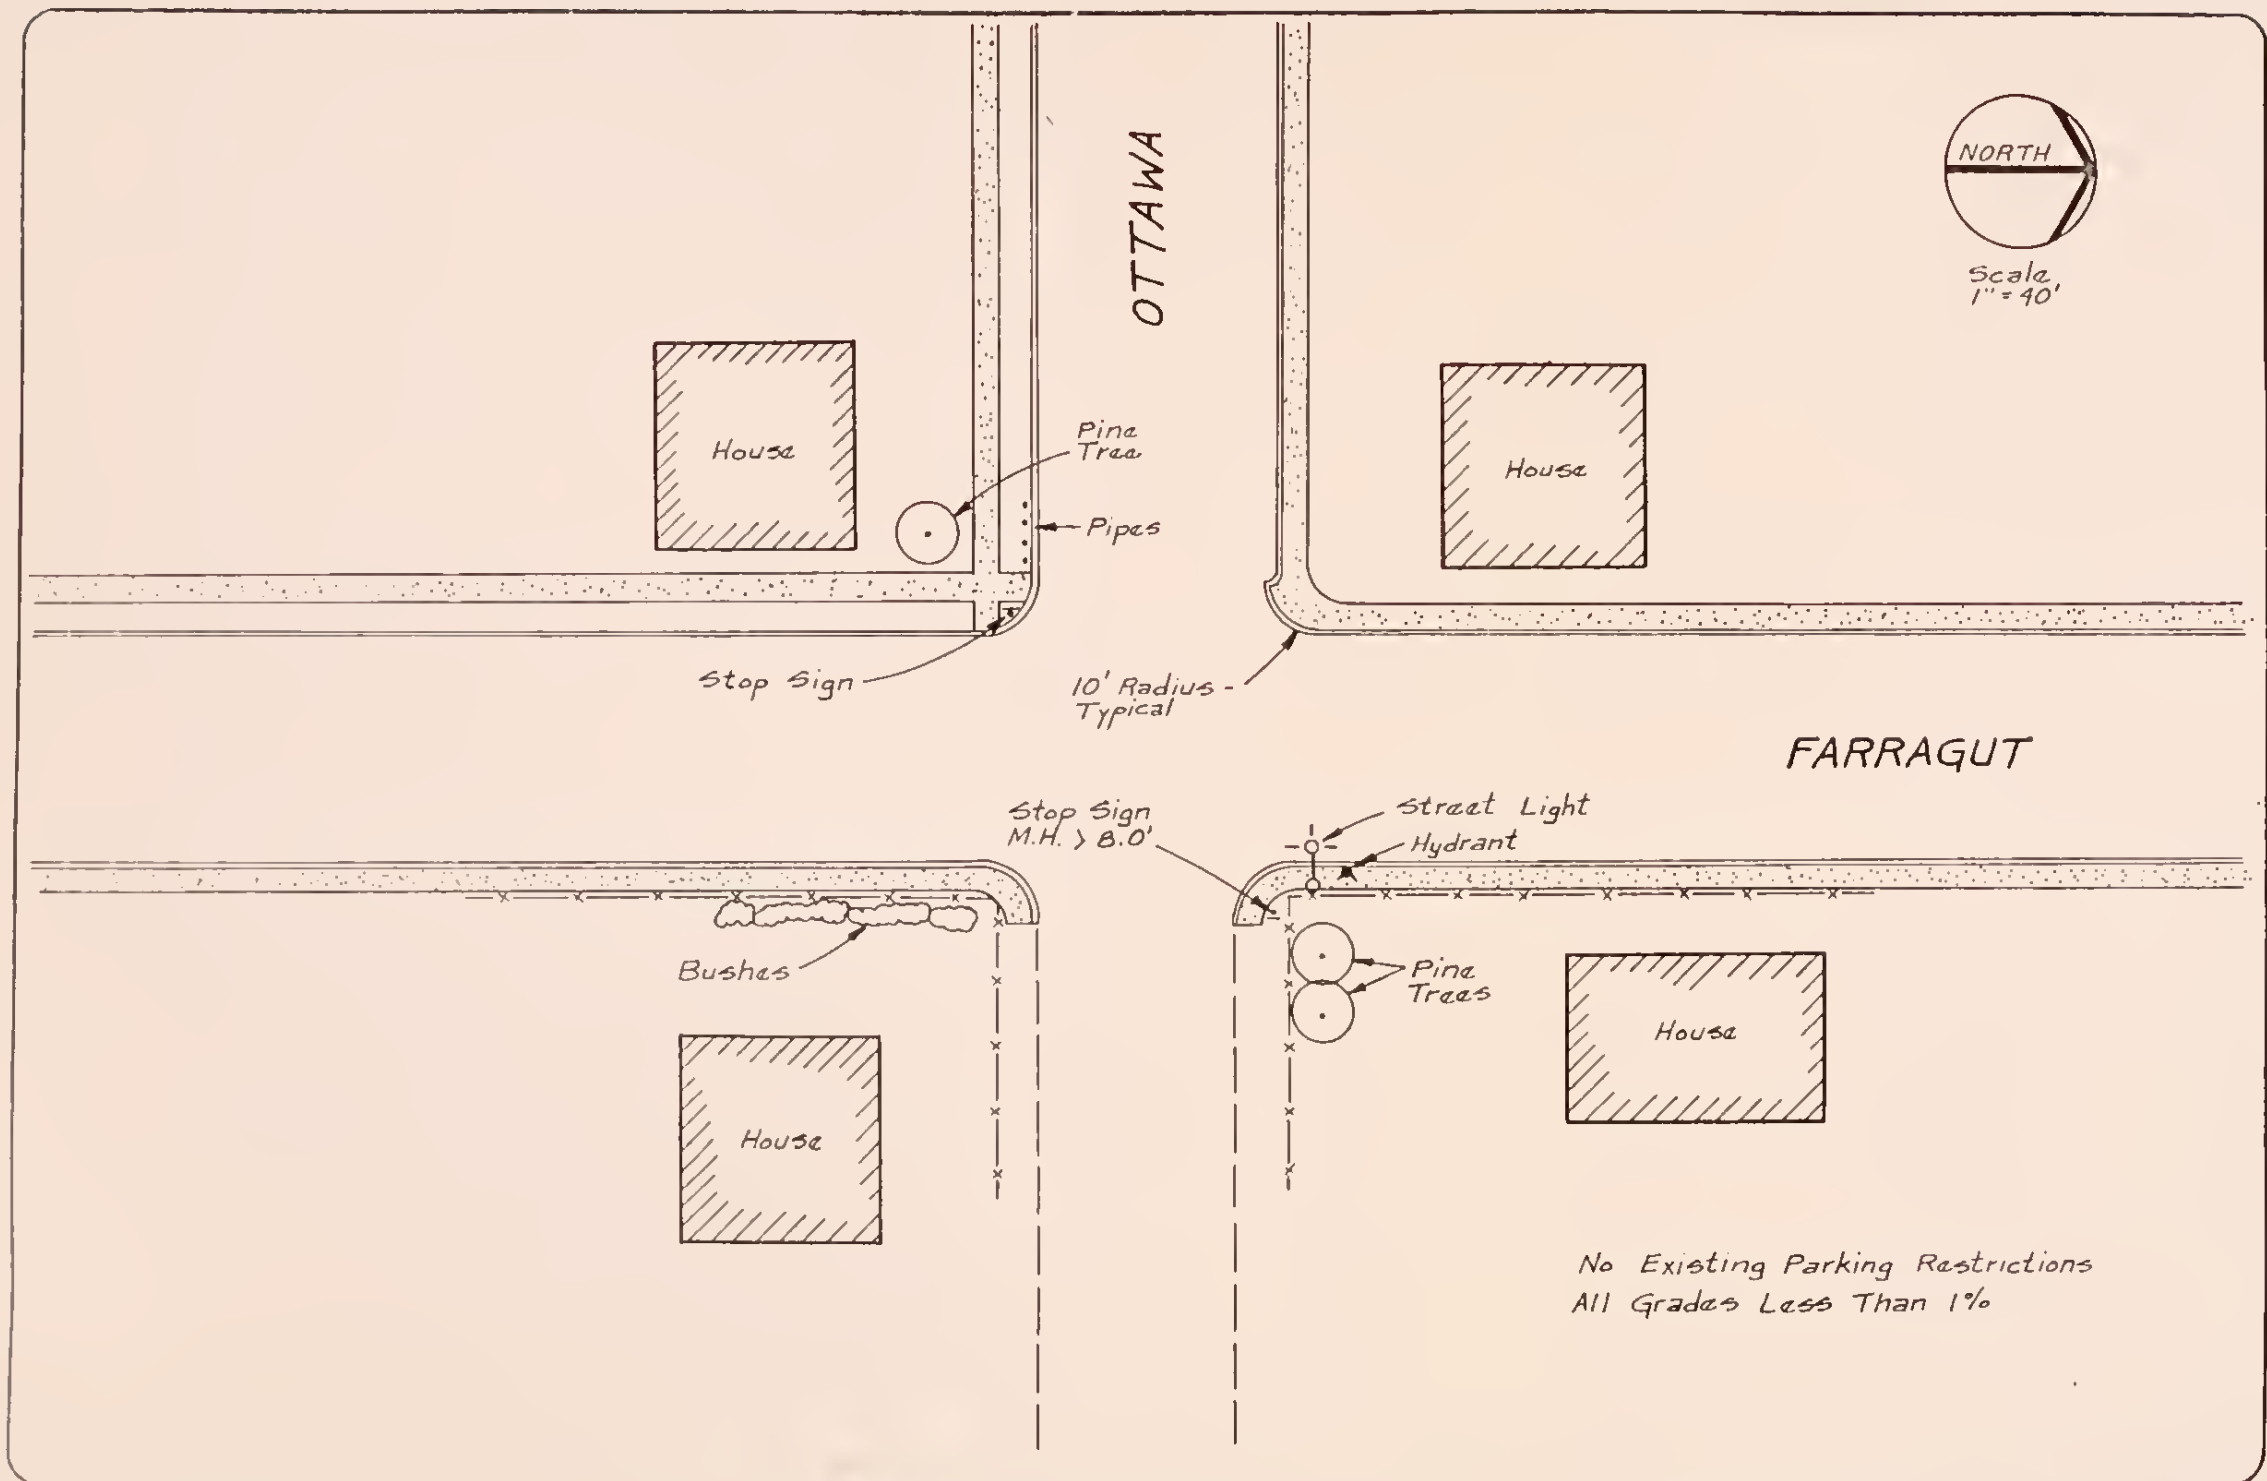 OTTAWA
NORTH
Scale
1" = 40'
House
House
Pine
Tree
Pipes
Stop Sign
10' Radius -
Typical
FARRAGUT
Stop Sign
M.H. > 8.0'
Street Light
Hydrant
Bushes
Pine
Trees
House
House
No Existing Parking Restrictions
All Grades Less Than 1%